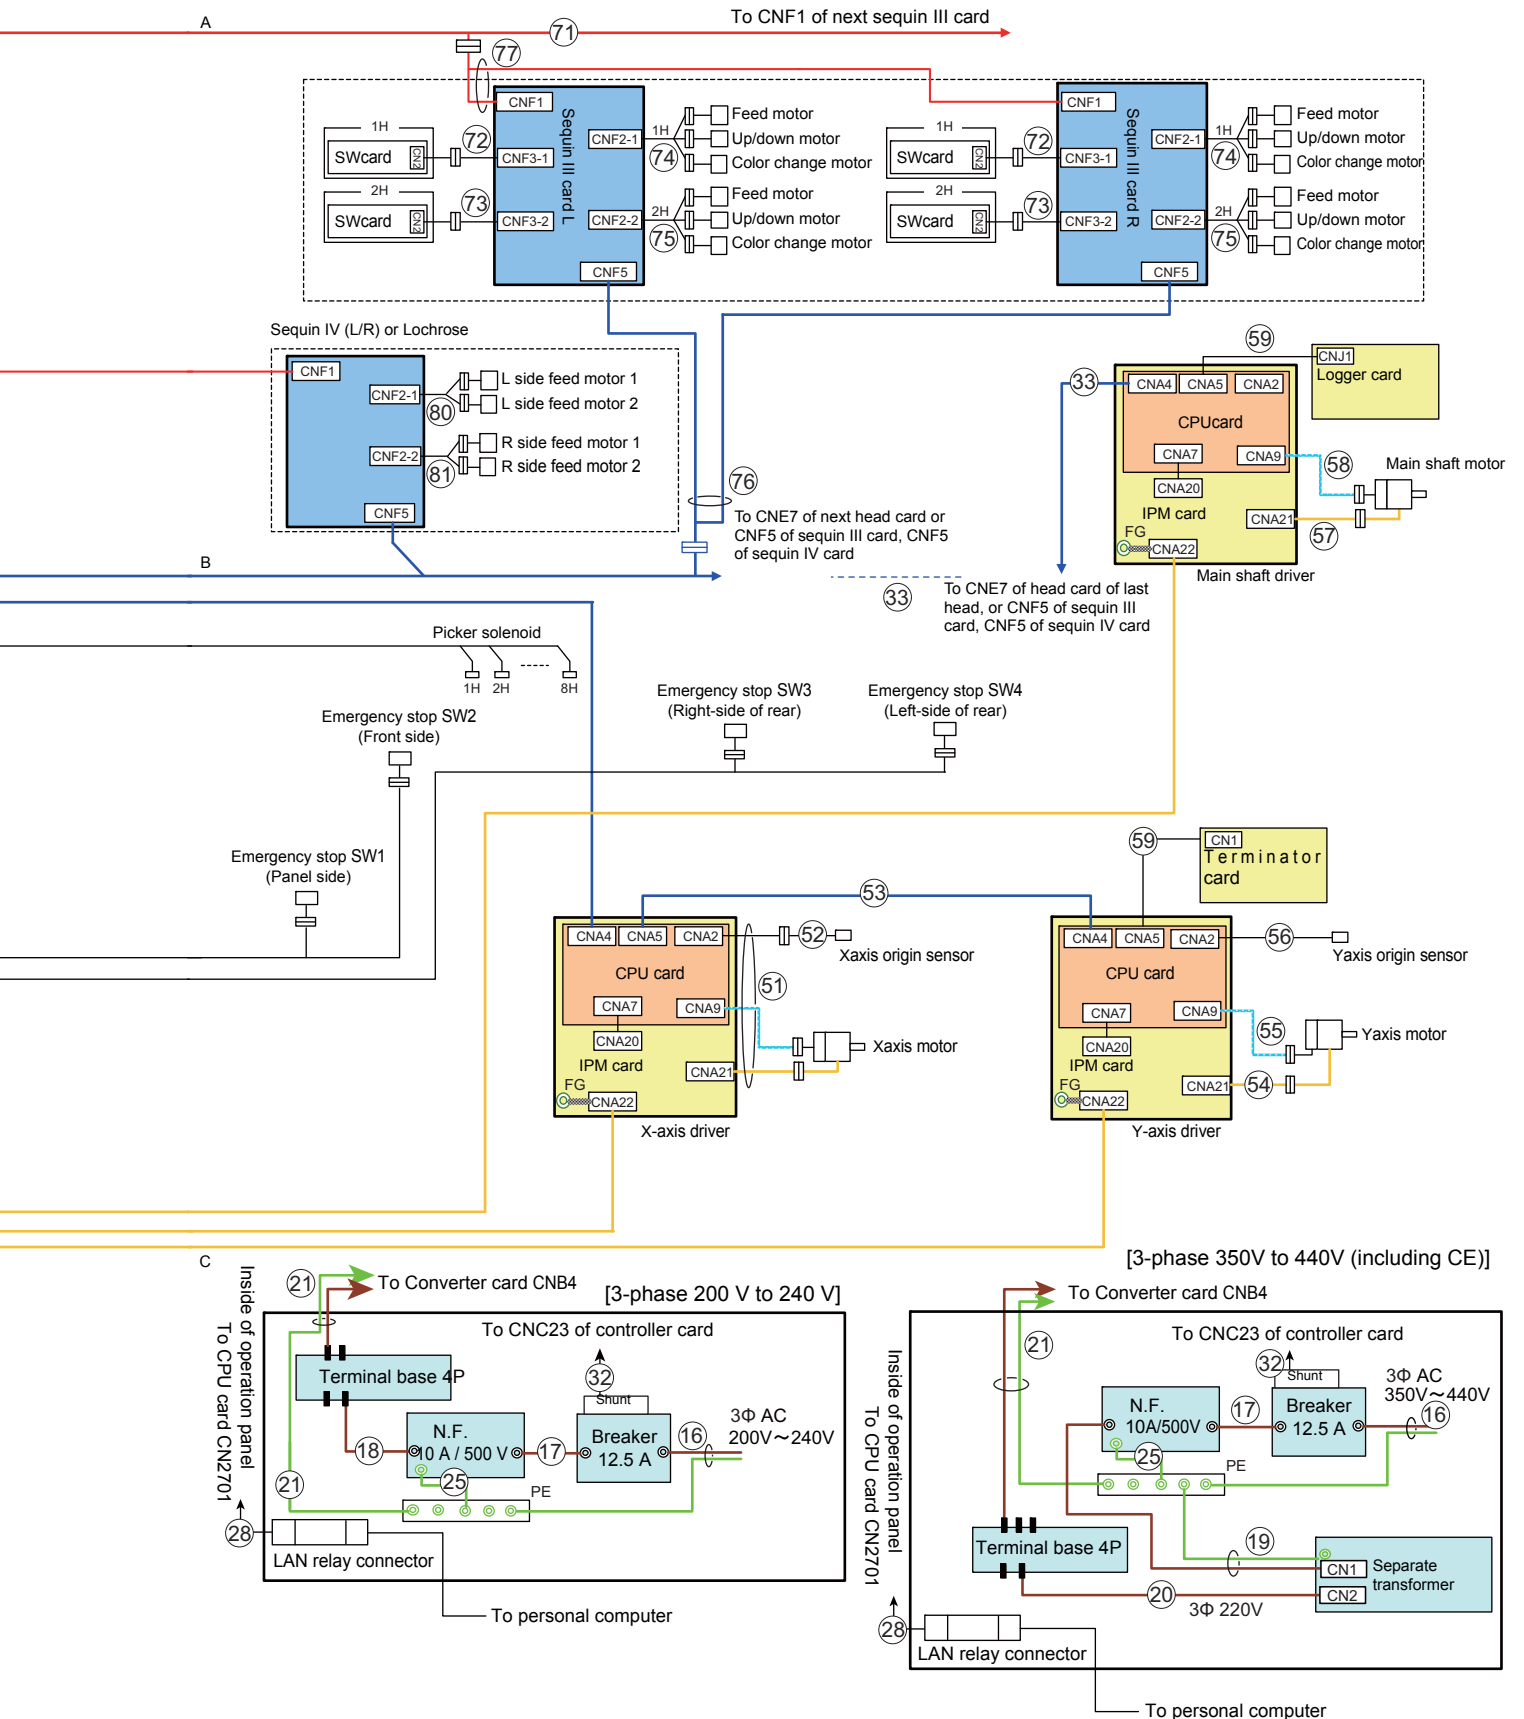 A
To CNF1 of next sequin III card
71
77
CNF1
Sequin III card L
1H
SWcard
CN2
72
CNF3-1
2H
SWcard
CN2
73
CNF3-2
CNF2-1
1H
74
Feed motor
Up/down motor
Color change motor
CNF2-2
2H
75
Feed motor
Up/down motor
Color change motor
CNF5
CNF1
Sequin III card R
1H
SWcard
CN2
72
CNF3-1
2H
SWcard
CN2
73
CNF3-2
CNF2-1
1H
74
Feed motor
Up/down motor
Color change motor
CNF2-2
2H
75
Feed motor
Up/down motor
Color change motor
CNF5
Sequin IV (L/R) or Lochrose
CNF1
CNF2-1
80
L side feed motor 1
L side feed motor 2
CNF2-2
81
R side feed motor 1
R side feed motor 2
CNF5
76
To CNE7 of next head card or
CNF5 of sequin III card, CNF5
of sequin IV card
B
33
To CNE7 of head card of last
head, or CNF5 of sequin III
card, CNF5 of sequin IV card
59
CNJ1
Logger card
33
CNA4
CNA5
CNA2
CPUcard
CNA7
CNA9
CNA20
IPM card
CNA21
FG
CNA22
58
57
Main shaft motor
Main shaft driver
Picker solenoid
1H
2H
8H
Emergency stop SW2
(Front side)
Emergency stop SW3
(Right-side of rear)
Emergency stop SW4
(Left-side of rear)
Emergency stop SW1
(Panel side)
53
59
CN1
Terminator
card
CNA4
CNA5
CNA2
CPU card
CNA7
CNA9
CNA20
IPM card
CNA21
FG
CNA22
52
Xaxis origin sensor
51
Xaxis motor
X-axis driver
CNA4
CNA5
CNA2
CPU card
CNA7
CNA9
CNA20
IPM card
CNA21
FG
CNA22
56
Yaxis origin sensor
55
Yaxis motor
54
Y-axis driver
C
Inside of operation panel
To CPU card CN2701
21
To Converter card CNB4
[3-phase 200 V to 240 V]
To CNC23 of controller card
32
Shunt
Terminal base 4P
18
N.F.
10 A / 500 V
17
Breaker
12.5 A
16
3Φ AC
200V～240V
21
25
PE
28
LAN relay connector
To personal computer
[3-phase 350V to 440V (including CE)]
Inside of operation panel
To CPU card CN2701
To Converter card CNB4
21
To CNC23 of controller card
32
Shunt
N.F.
10A/500V
17
Breaker
12.5 A
3Φ AC
350V～440V
16
25
PE
Terminal base 4P
19
CN1
CN2
Separate
transformer
20
3Φ 220V
28
LAN relay connector
To personal computer